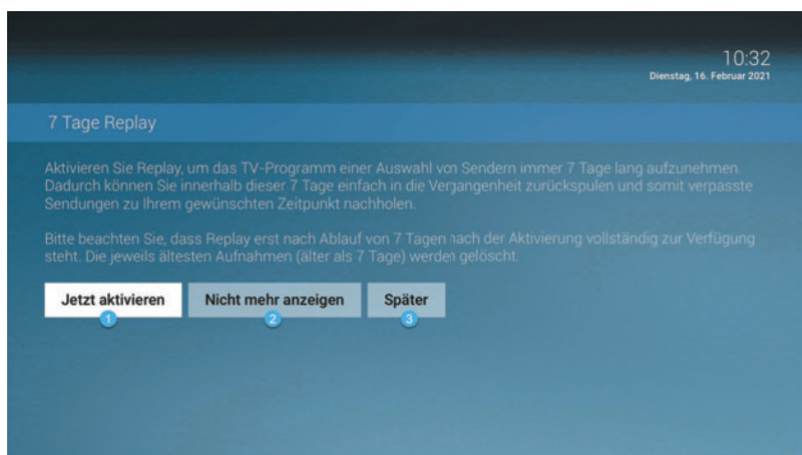 10:32
Dienstag, 16. Februar 2021
7 Tage Replay
Aktivieren Sie Replay, um das TV-Programm einer Auswahl von Sendern immer 7 Tage lang aufzunehmen.
Dadurch können Sie innerhalb dieser 7 Tage einfach in die Vergangenheit zurückspulen und somit verpasste
Sendungen zu Ihrem gewünschten Zeitpunkt nachholen.
Bitte beachten Sie, dass Replay erst nach Ablauf von 7 Tagen nach der Aktivierung vollständig zur Verfügung
steht. Die jeweils ältesten Aufnahmen (älter als 7 Tage) werden gelöscht.
Jetzt aktivieren Nicht mehr anzeigen Später
1 2 3